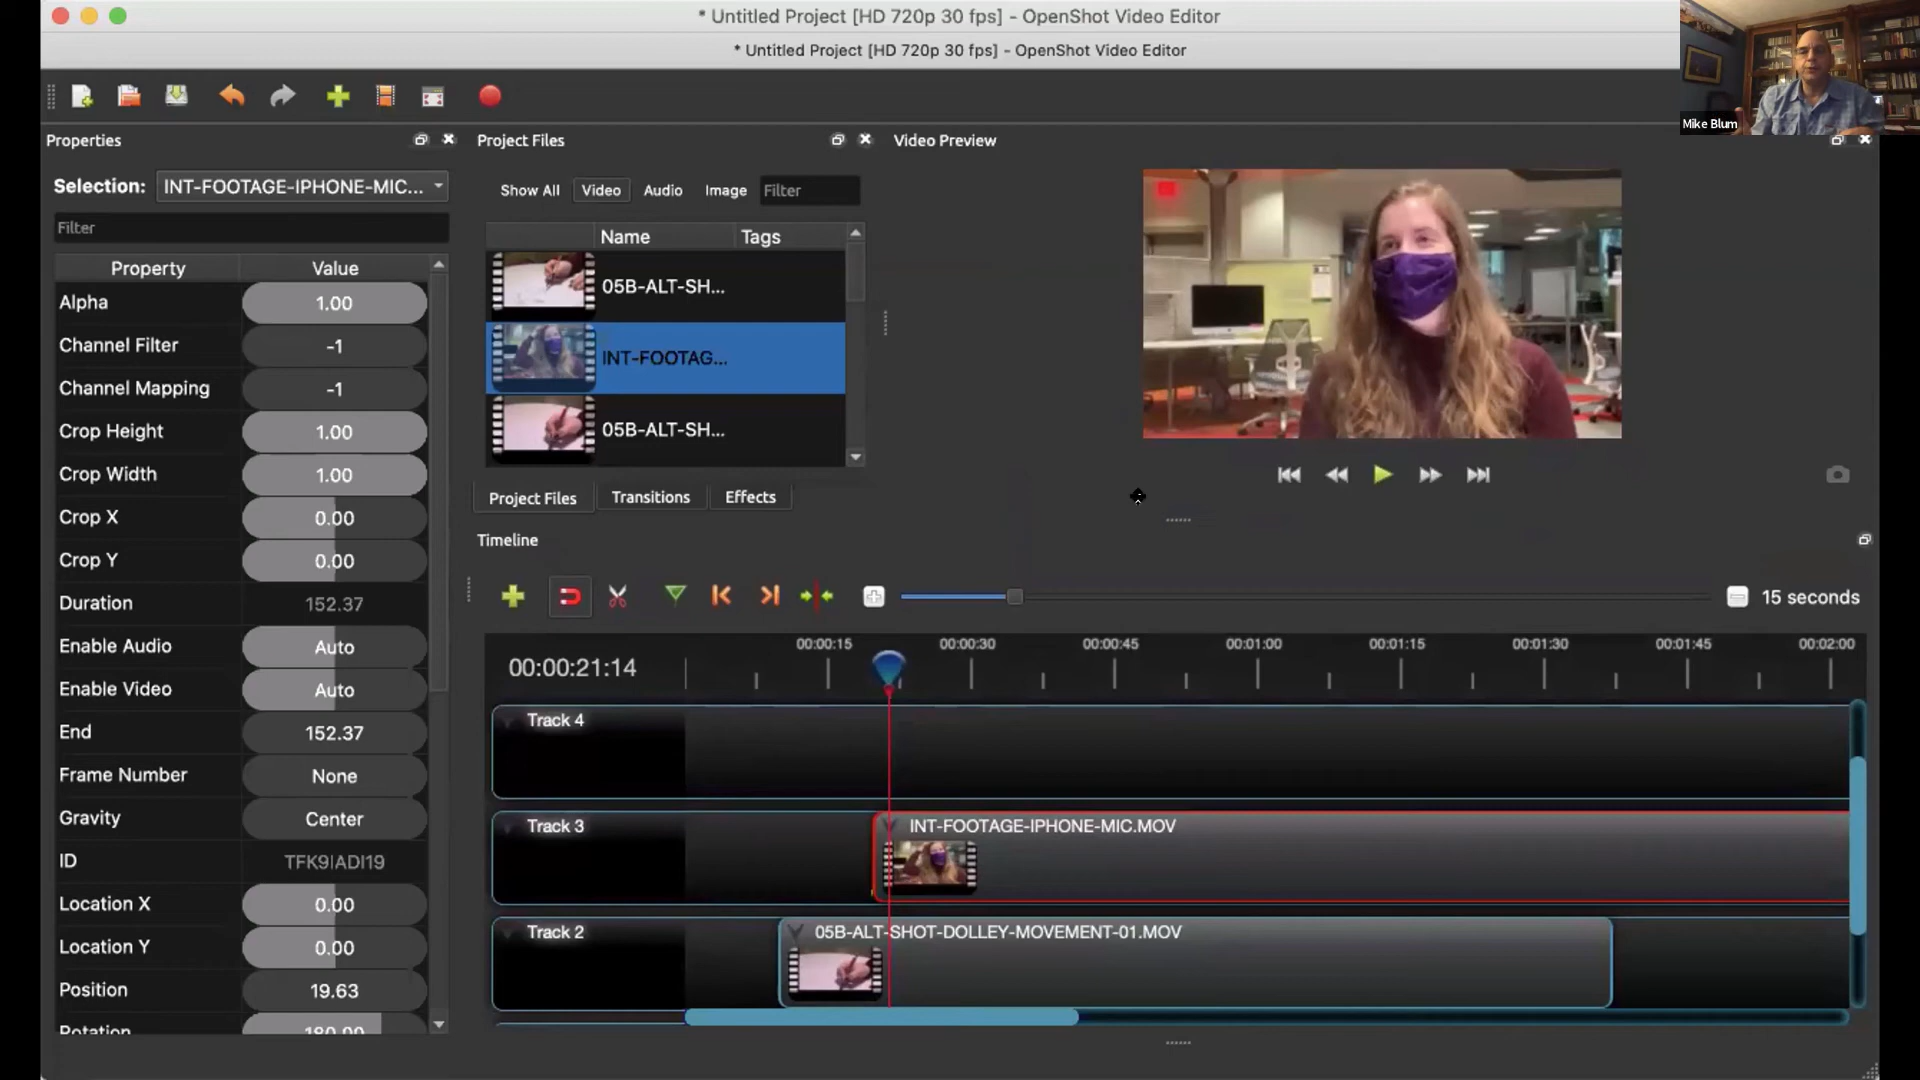 * Untitled Project [HD 720p 30 fps] - OpenShot Video Editor
* Untitled Project [HD 720p 30 fps] - OpenShot Video Editor
Mike Blum
Properties
Selection: INT-FOOTAGE-IPHONE-MIC...
Filter
Property Value
Alpha 1.00
Channel Filter -1
Channel Mapping -1
Crop Height 1.00
Crop Width 1.00
Crop X 0.00
Crop Y 0.00
Duration 152.37
Enable Audio Auto
Enable Video Auto
End 152.37
Frame Number None
Gravity Center
ID TFK9IADI19
Location X 0.00
Location Y 0.00
Position 19.63
Rotation 180.00
Project Files
Show All Video Audio Image Filter
Name Tags
05B-ALT-SH...
INT-FOOTAG...
05B-ALT-SH...
Project Files Transitions Effects
Video Preview
Timeline
15 seconds
00:00:21:14
00:00:15 00:00:30 00:00:45 00:01:00 00:01:15 00:01:30 00:01:45 00:02:00
Track 4
Track 3
INT-FOOTAGE-IPHONE-MIC.MOV
Track 2
05B-ALT-SHOT-DOLLEY-MOVEMENT-01.MOV